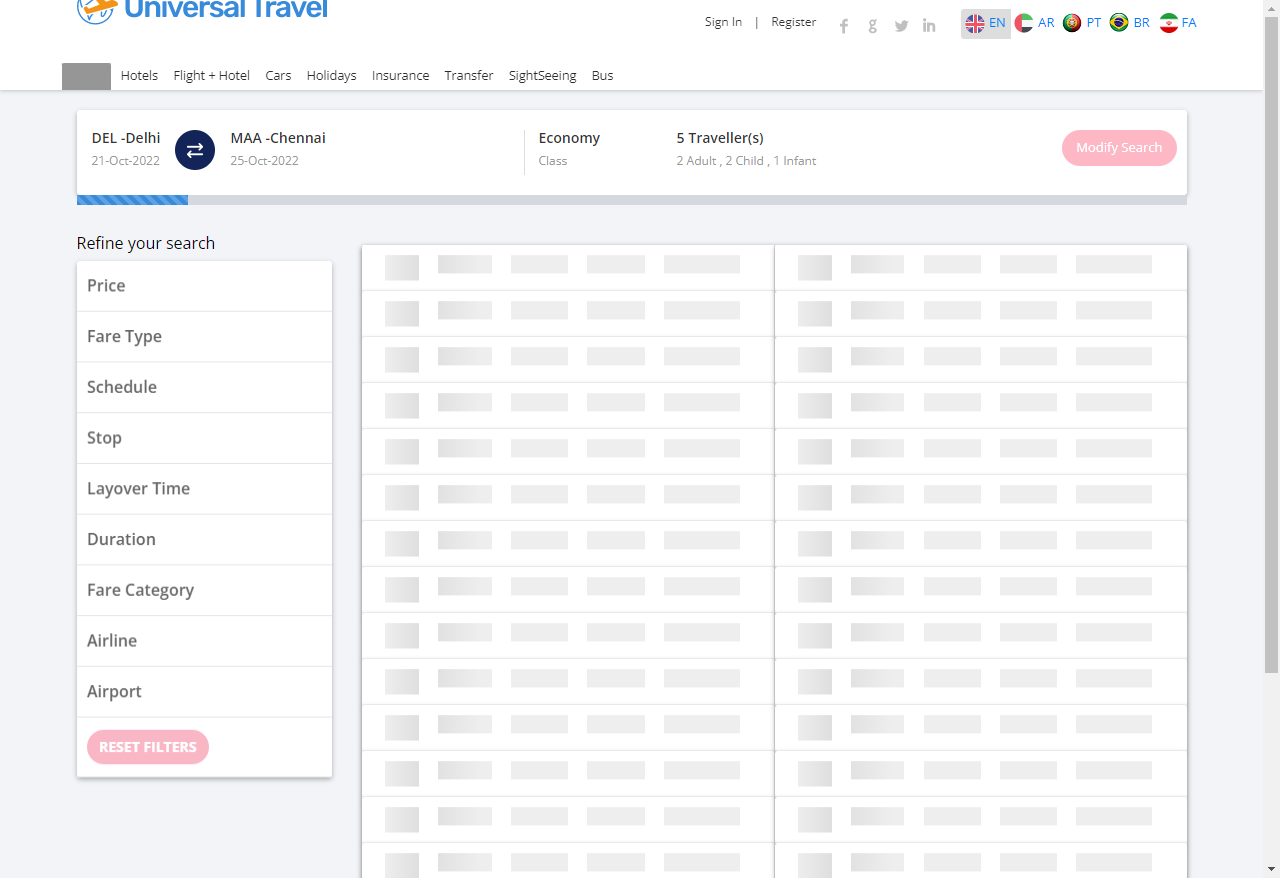 Universal Travel
Sign In | Register
EN AR PT BR FA
Hotels Flight + Hotel Cars Holidays Insurance Transfer SightSeeing Bus
DEL -Delhi MAA -Chennai Economy 5 Traveller(s)
21-Oct-2022 25-Oct-2022 Class 2 Adult , 2 Child , 1 Infant
Modify Search
Refine your search
Price
Fare Type
Schedule
Stop
Layover Time
Duration
Fare Category
Airline
Airport
RESET FILTERS